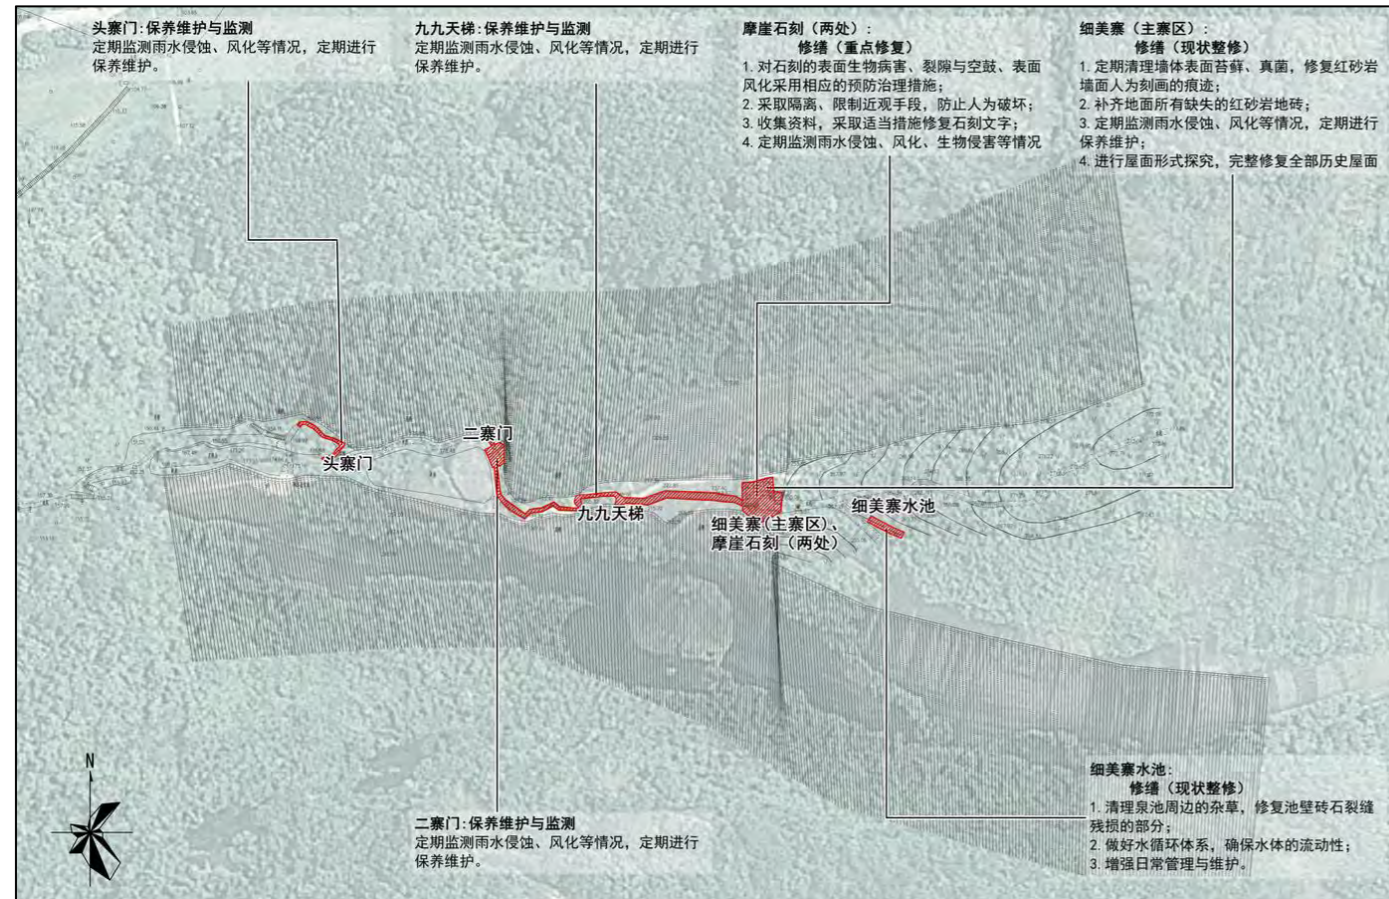 头寨门:保养维护与监测
定期监测雨水侵蚀、风化等情况，定期进行
保养维护。
九九天梯:保养维护与监测
定期监测雨水侵蚀、风化等情况，定期进行
保养维护。
摩崖石刻（两处）:
修缮（重点修复）
1. 对石刻的表面生物病害、裂隙与空鼓、表面
风化采用相应的预防治理措施；
2. 采取隔离、限制近观手段，防止人为破坏；
3. 收集资料，采取适当措施修复石刻文字；
4. 定期监测雨水侵蚀、风化、生物侵害等情况
细美寨（主寨区）:
修缮（现状整修）
1. 定期清理墙体表面苔藓、真菌，修复红砂岩
墙面人为刻画的痕迹；
2. 补齐地面所有缺失的红砂岩地砖；
3. 定期监测雨水侵蚀、风化等情况，定期进行
保养维护；
4. 进行屋面形式探究，完整修复全部历史屋面
二寨门
头寨门
九九天梯
细美寨(主寨区)、
摩崖石刻（两处）
细美寨水池
N
二寨门:保养维护与监测
定期监测雨水侵蚀、风化等情况，定期进行
保养维护。
细美寨水池:
修缮（现状整修）
1. 清理泉池周边的杂草，修复池壁砖石裂缝
残损的部分；
2. 做好水循环体系，确保水体的流动性；
3. 增强日常管理与维护。